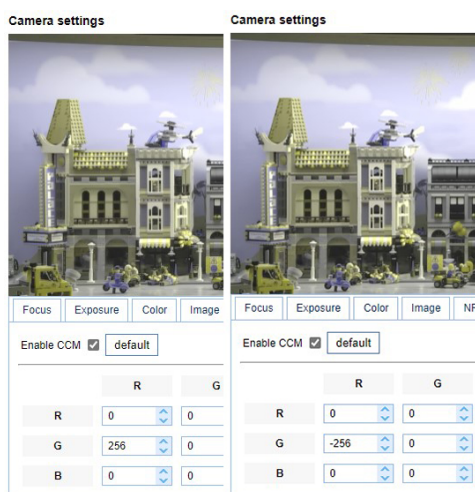 Camera settings
Focus Exposure Color Image
Enable CCM default
R G
R 0 0
G 256 0
B 0 0
Camera settings
Focus Exposure Color Image NR
Enable CCM default
R G
R 0 0
G -256 0
B 0 0